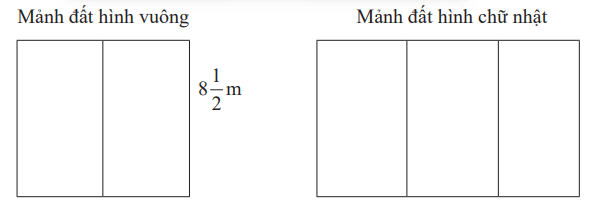 Mảnh đất hình vuông
Mảnh đất hình chữ nhật
8 1/2 m